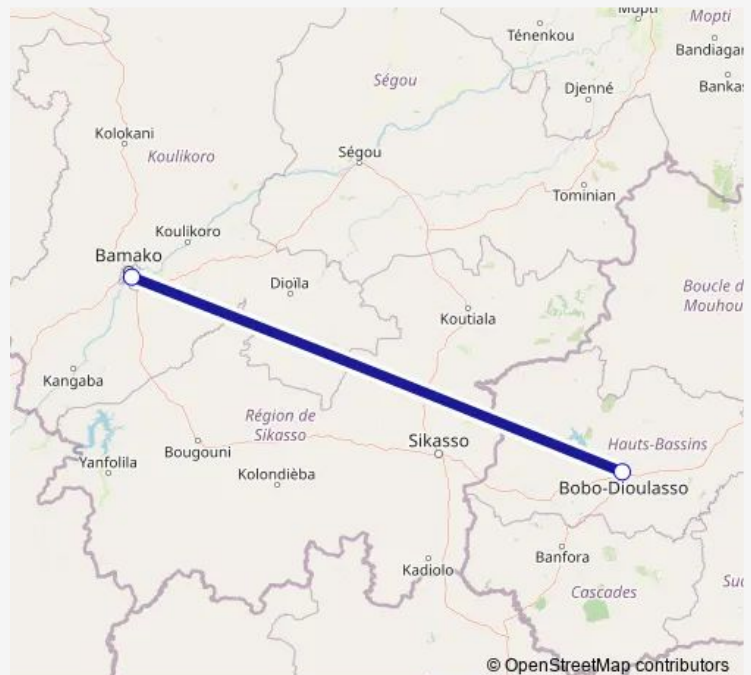 Mopti
Mopti
Ténenkou
Bandiagar
Ségou
Djenné
Bankas
Kolokani
Koulikoro
Ségou
Tominian
Koulikoro
Bamako
Dioïla
Boucle d
Mouhou
Koutiala
Kangaba
Région de
Sikasso
Sikasso
Hauts-Bassins
Bougouni
Yanfolila
Kolondièba
Bobo-Dioulasso
Banfora
Kadiolo
Cascades
Suc
© OpenStreetMap contributors